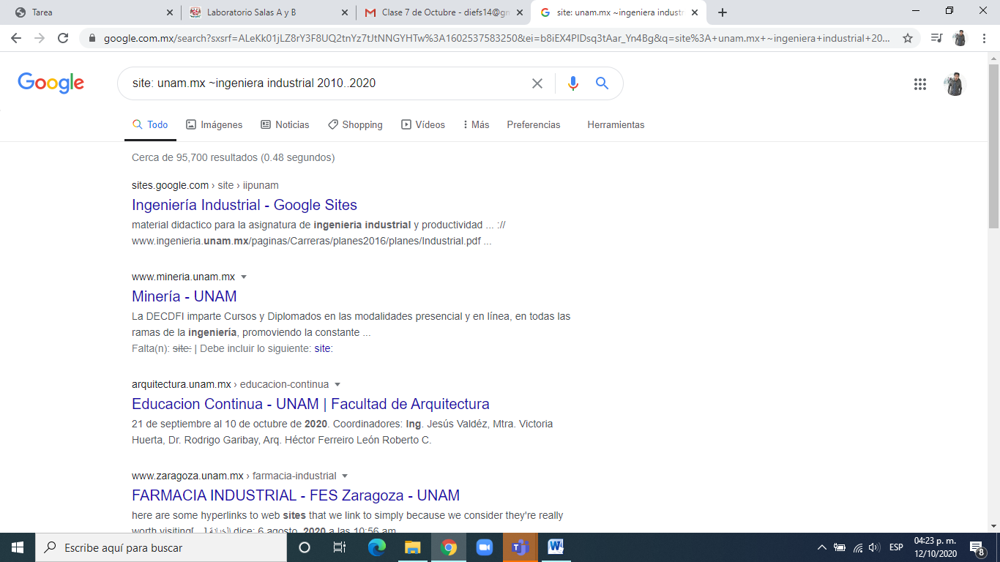 Tarea
Laboratorio Salas A y B
Clase 7 de Octubre - diefs14@gm
site: unam.mx ~ingeniera industr
google.com.mx/search?sxsrf=ALeKk01jLZ8rY3F8UQ2tnYz7tUtNNGYHTw%3A1602537583250&ei=b8iEX4PIDsq3tAar_Yn4Bg&q=site%3A+unam.mx+~ingeniera+industrial+20...
Google
site: unam.mx ~ingeniera industrial 2010..2020
Todo Imágenes Noticias Shopping Vídeos Más Preferencias Herramientas
Cerca de 95,700 resultados (0.48 segundos)
sites.google.com › site › iipunam
Ingeniería Industrial - Google Sites
material didactico para la asignatura de ingenieria industrial y productividad ... ://
www.ingenieria.unam.mx/paginas/Carreras/planes2016/planes/Industrial.pdf ...
www.mineria.unam.mx
Minería - UNAM
La DECDFI imparte Cursos y Diplomados en las modalidades presencial y en línea, en todas las
ramas de la ingeniería, promoviendo la constante ...
Falta(n): site: | Debe incluir lo siguiente: site:
arquitectura.unam.mx › educacion-continua
Educacion Continua - UNAM | Facultad de Arquitectura
21 de septiembre al 10 de octubre de 2020. Coordinadores: Ing. Jesús Valdéz, Mtra. Victoria
Huerta, Dr. Rodrigo Garibay, Arq. Héctor Ferreiro León Roberto C.
www.zaragoza.unam.mx › farmacia-industrial
FARMACIA INDUSTRIAL - FES Zaragoza - UNAM
here are some hyperlinks to web sites that we link to simply because we consider they're really
worth visiting[…] dice: 6 agosto, 2020 a las 10:56 am
Escribe aquí para buscar
ESP
04:23 p. m.
12/10/2020
8